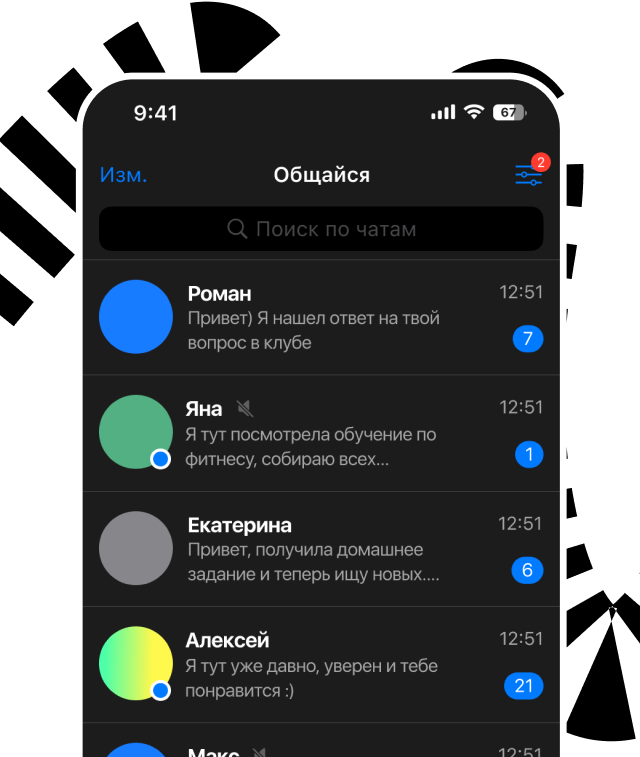 9:41
67
Изм.
Общайся
2
Поиск по чатам
Роман
12:51
Привет) Я нашел ответ на твой
вопрос в клубе
7
Яна
12:51
Я тут посмотрела обучение по
фитнесу, собираю всех...
1
Екатерина
12:51
Привет, получила домашнее
задание и теперь ищу новых....
6
Алексей
12:51
Я тут уже давно, уверен и тебе
понравится :)
21
Макс
12:51